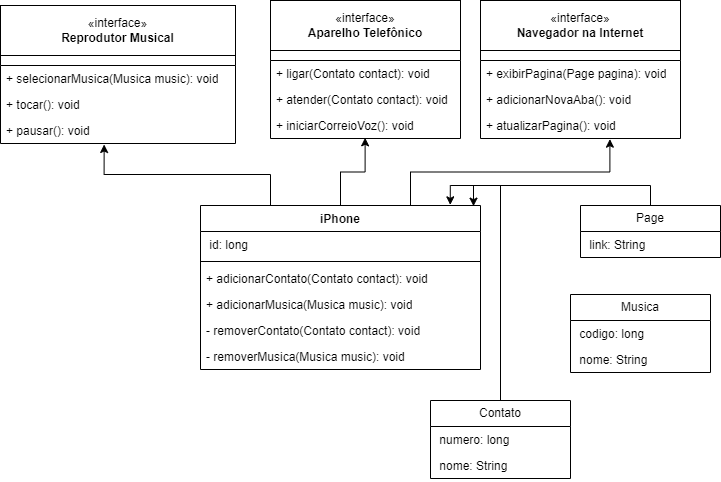 «interface»
Reprodutor Musical
+ selecionarMusica(Musica music): void
+ tocar(): void
+ pausar(): void
«interface»
Aparelho Telefônico
+ ligar(Contato contact): void
+ atender(Contato contact): void
+ iniciarCorreioVoz(): void
«interface»
Navegador na Internet
+ exibirPagina(Page pagina): void
+ adicionarNovaAba(): void
+ atualizarPagina(): void
iPhone
id: long
+ adicionarContato(Contato contact): void
+ adicionarMusica(Musica music): void
- removerContato(Contato contact): void
- removerMusica(Musica music): void
Page
link: String
Musica
codigo: long
nome: String
Contato
numero: long
nome: String